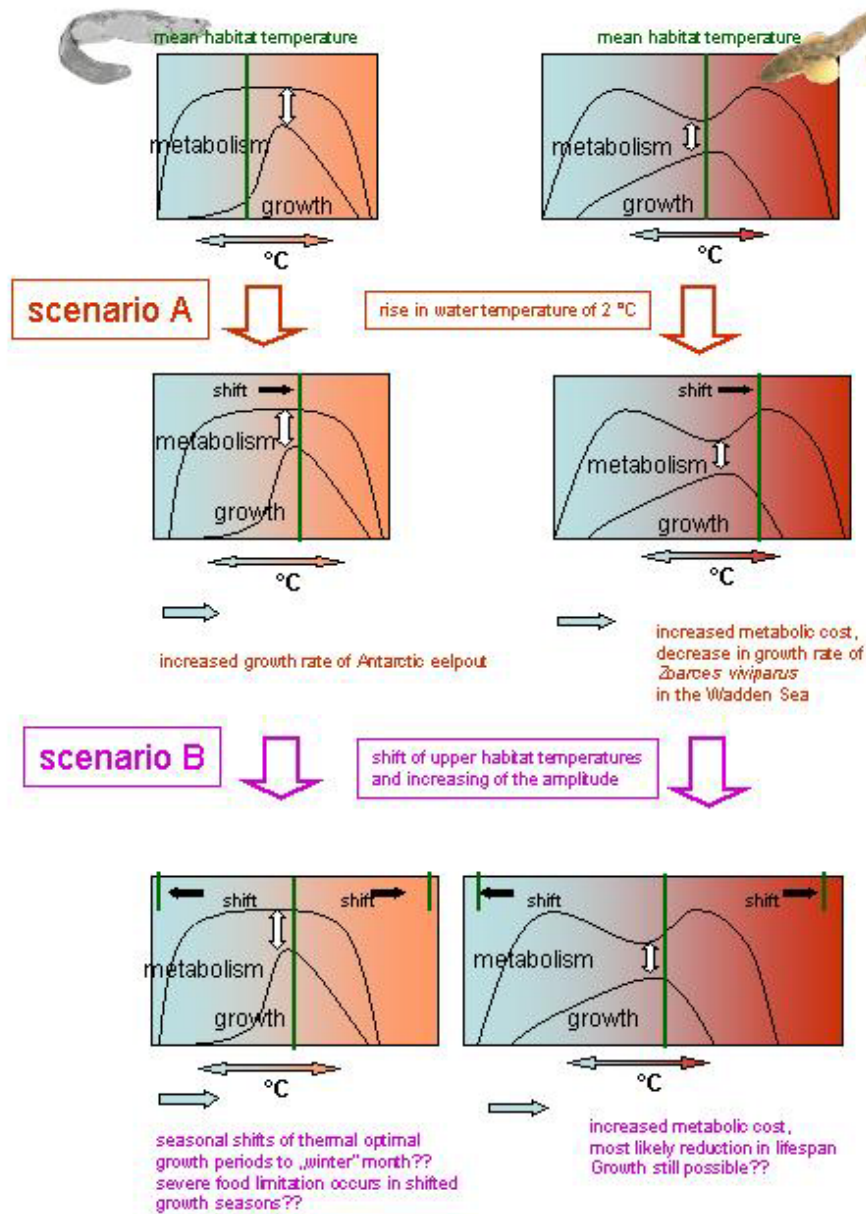 mean habitat temperature
mean habitat temperature
metabolism
growth
°C
metabolism
growth
°C
scenario A
rise in water temperature of 2 °C
shift
metabolism
growth
°C
shift
metabolism
growth
°C
increased growth rate of Antarctic eelpout
increased metabolic cost,
decrease in growth rate of
Zoarces viviparus
in the Wadden Sea
scenario B
shift of upper habitat temperatures
and increasing of the amplitude
shift
shift
metabolism
growth
°C
shift
shift
metabolism
growth
°C
seasonal shifts of thermal optimal
growth periods to „winter" month??
severe food limitation occurs in shifted
growth seasons??
increased metabolic cost,
most likely reduction in lifespan
Growth still possible??